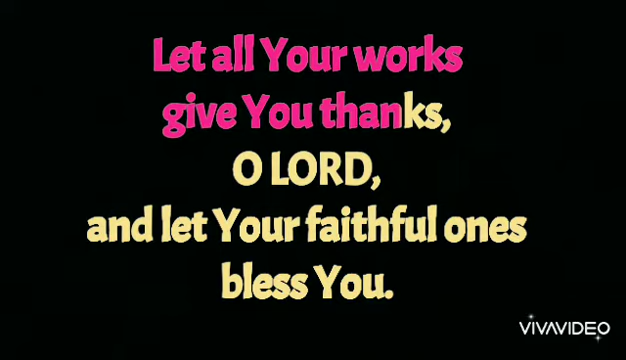 Let all Your works
give You thanks,
O LORD,
and let Your faithful ones
bless You.
VIVAVIDEO